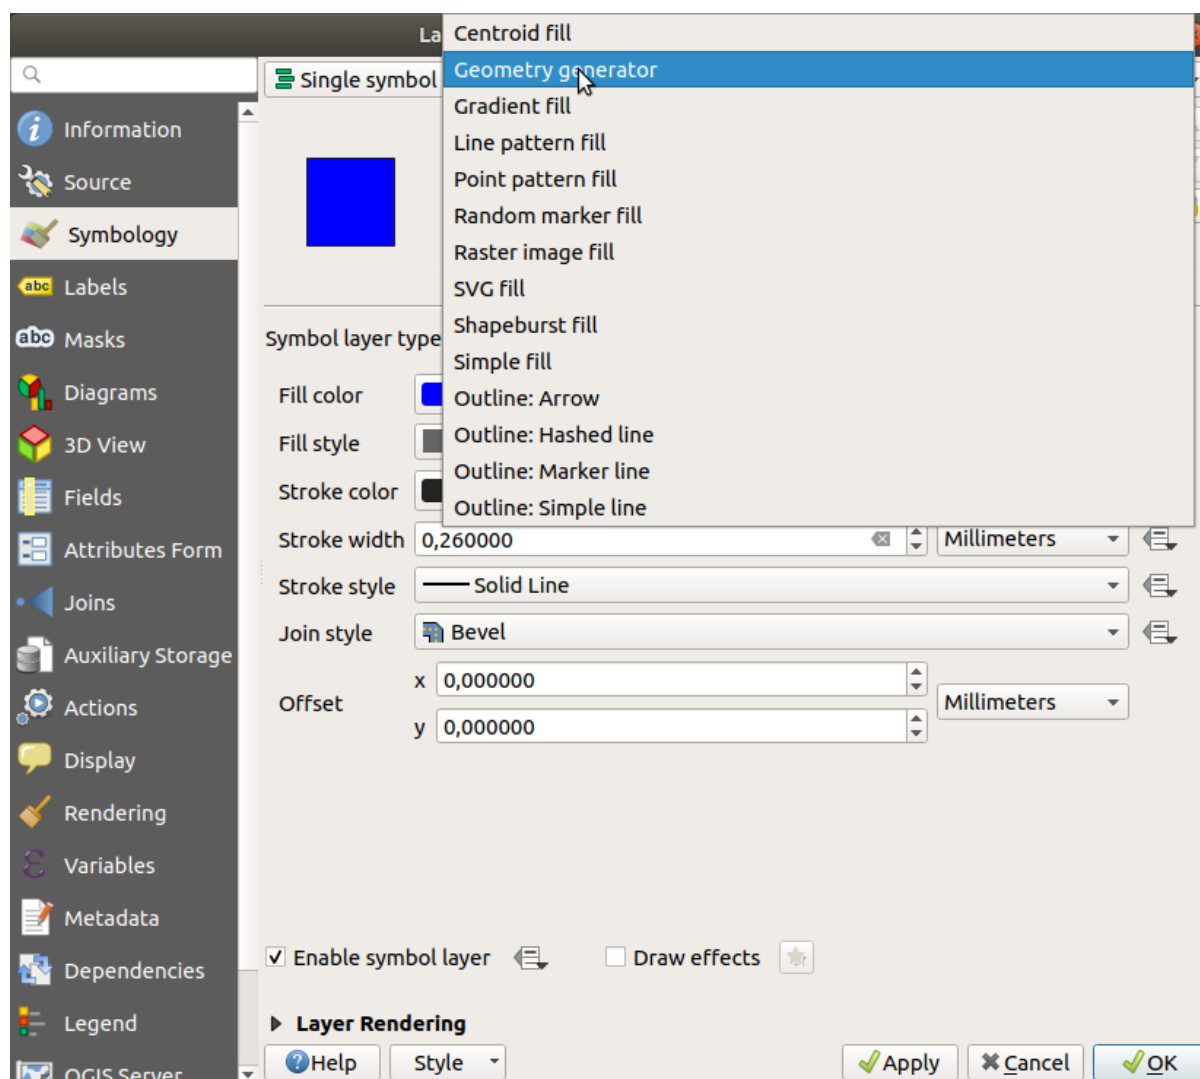 La
Centroid fill
Geometry generator
Gradient fill
Line pattern fill
Point pattern fill
Random marker fill
Raster image fill
SVG fill
Shapeburst fill
Simple fill
Outline: Arrow
Outline: Hashed line
Outline: Marker line
Outline: Simple line
Information
Source
Symbology
abc Labels
abc Masks
Diagrams
3D View
Fields
Attributes Form
Joins
Auxiliary Storage
Actions
Display
Rendering
Variables
Metadata
Dependencies
Legend
QGIS Server
Single symbol
Symbol layer type
Fill color
Fill style
Stroke color
Stroke width 0,260000 Millimeters
Stroke style Solid Line
Join style Bevel
Offset x 0,000000 Millimeters
y 0,000000
Enable symbol layer Draw effects
Layer Rendering
Help Style Apply Cancel OK